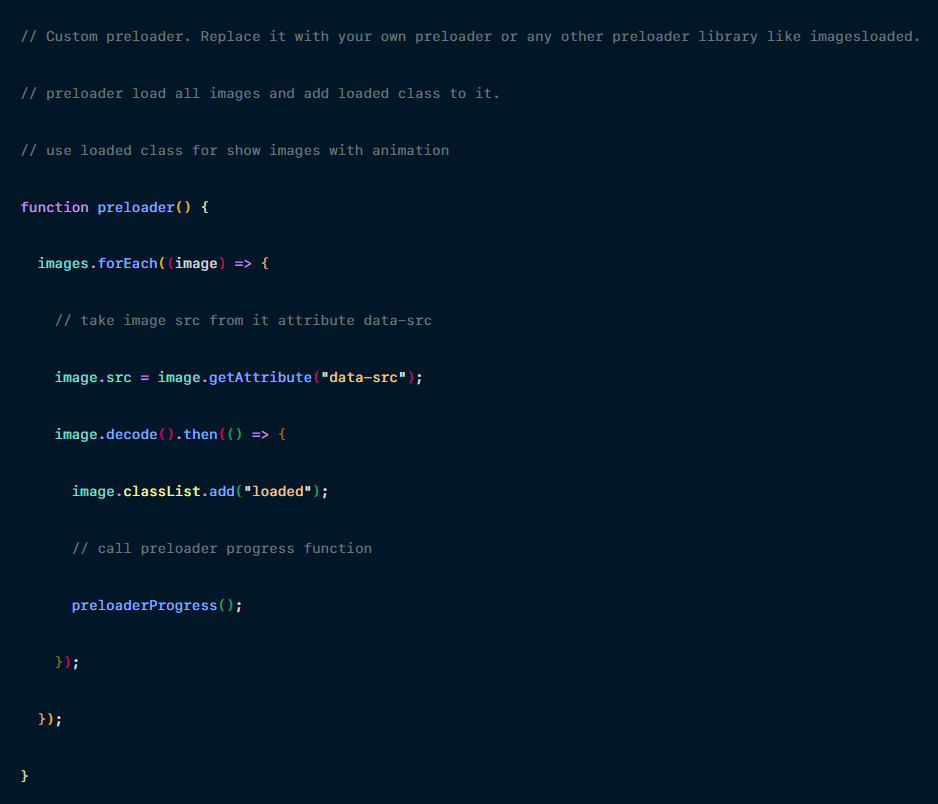 // Custom preloader. Replace it with your own preloader or any other preloader library like imagesloaded.
// preloader load all images and add loaded class to it.
// use loaded class for show images with animation
function preloader() {
  images.forEach((image) => {
    // take image src from it attribute data-src
    image.src = image.getAttribute("data-src");
    image.decode().then(() => {
      image.classList.add("loaded");
      // call preloader progress function
      preloaderProgress();
    });
  });
}